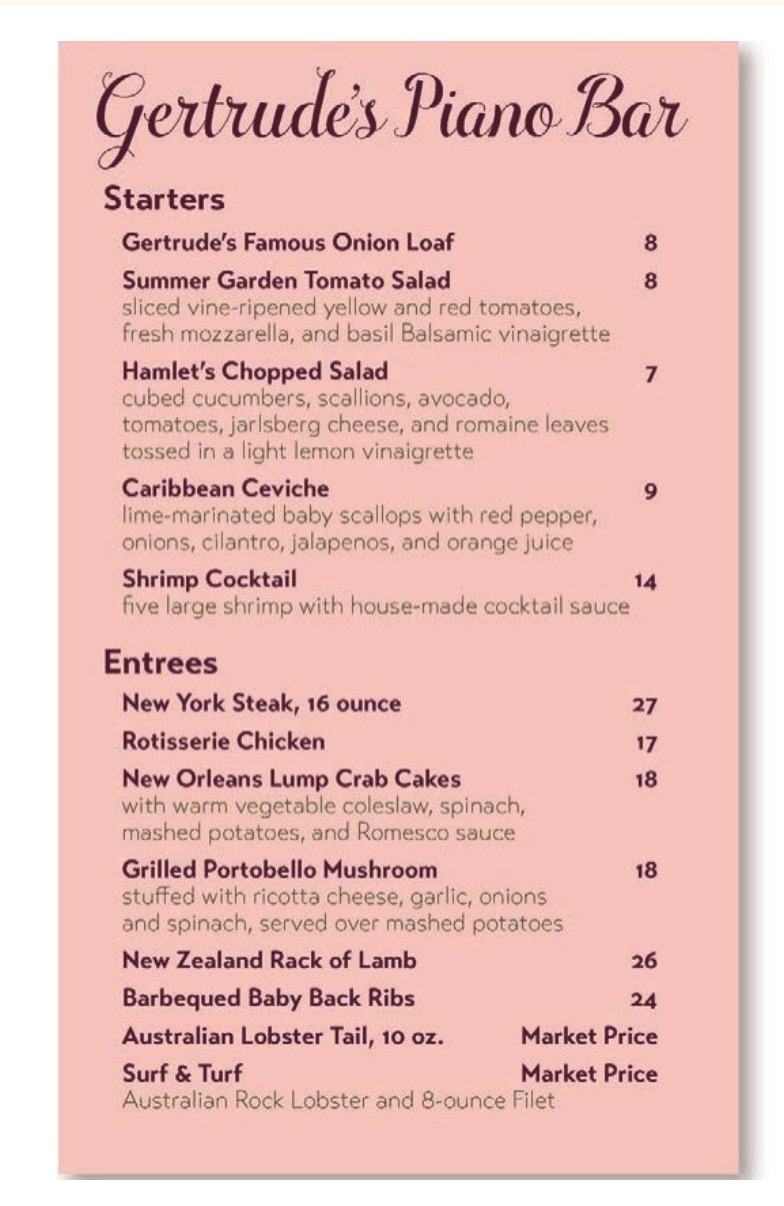 Gertrude's Piano Bar
Starters
Gertrude's Famous Onion Loaf 8
Summer Garden Tomato Salad 8
sliced vine-ripened yellow and red tomatoes,
fresh mozzarella, and basil Balsamic vinaigrette
Hamlet's Chopped Salad 7
cubed cucumbers, scallions, avocado,
tomatoes, jarlsberg cheese, and romaine leaves
tossed in a light lemon vinaigrette
Caribbean Ceviche 9
lime-marinated baby scallops with red pepper,
onions, cilantro, jalapenos, and orange juice
Shrimp Cocktail 14
five large shrimp with house-made cocktail sauce
Entrees
New York Steak, 16 ounce 27
Rotisserie Chicken 17
New Orleans Lump Crab Cakes 18
with warm vegetable coleslaw, spinach,
mashed potatoes, and Romesco sauce
Grilled Portobello Mushroom 18
stuffed with ricotta cheese, garlic, onions
and spinach, served over mashed potatoes
New Zealand Rack of Lamb 26
Barbequed Baby Back Ribs 24
Australian Lobster Tail, 10 oz. Market Price
Surf & Turf Market Price
Australian Rock Lobster and 8-ounce Filet